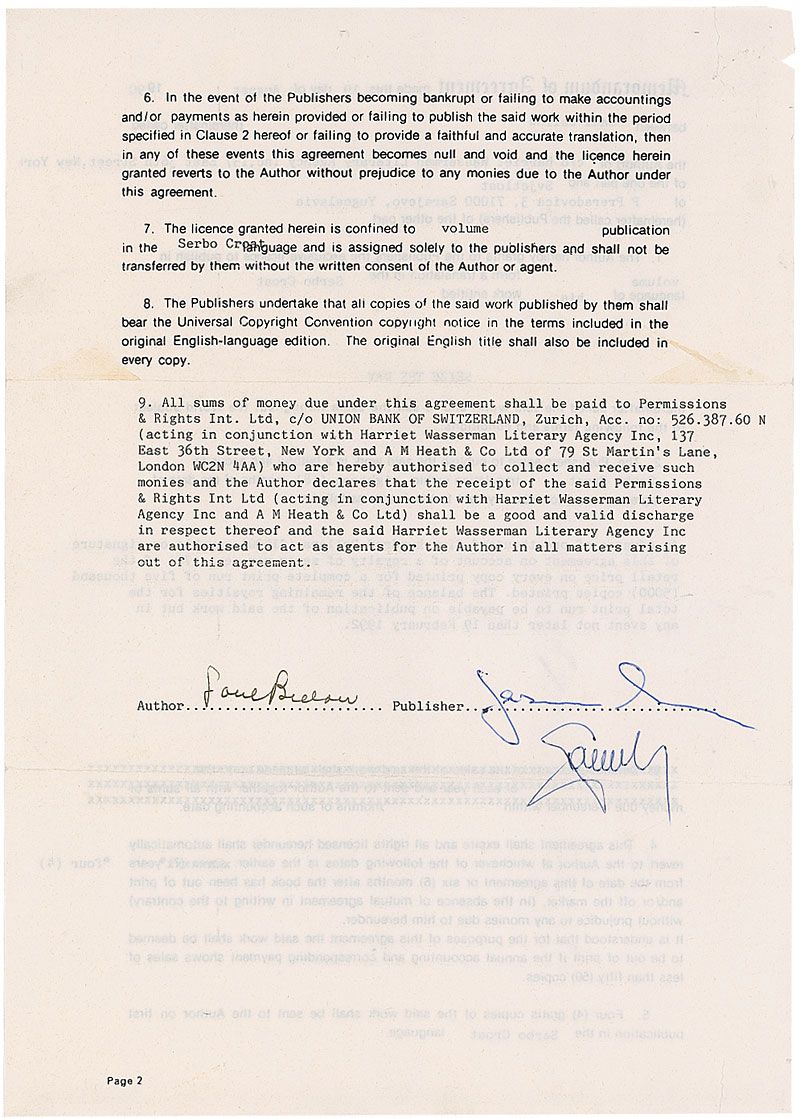 6. In the event of the Publishers becoming bankrupt or failing to make accountings
and/or payments as herein provided or failing to publish the said work within the period
specified in Clause 2 hereof or failing to provide a faithful and accurate translation, then
in any of these events this agreement becomes null and void and the licence herein
granted reverts to the Author without prejudice to any monies due to the Author under
this agreement.
7. The licence granted herein is confined to volume publication
in the Serbo Croat language and is assigned solely to the publishers and shall not be
transferred by them without the written consent of the Author or agent.
8. The Publishers undertake that all copies of the said work published by them shall
bear the Universal Copyright Convention copyright notice in the terms included in the
original English-language edition. The original English title shall also be included in
every copy.
9. All sums of money due under this agreement shall be paid to Permissions
& Rights Int. Ltd, c/o UNION BANK OF SWITZERLAND, Zurich, Acc. no: 526.387.60 N
(acting in conjunction with Harriet Wasserman Literary Agency Inc, 137
East 36th Street, New York and A M Heath & Co Ltd of 79 St Martin's Lane,
London WC2N 4AA) who are hereby authorised to collect and receive such
monies and the Author declares that the receipt of the said Permissions
& Rights Int Ltd (acting in conjunction with Harriet Wasserman Literary
Agency Inc and A M Heath & Co Ltd) shall be a good and valid discharge
in respect thereof and the said Harriet Wasserman Literary Agency Inc
are authorised to act as agents for the Author in all matters arising
out of this agreement.
Author. Saul Bellow Publisher.
Page 2